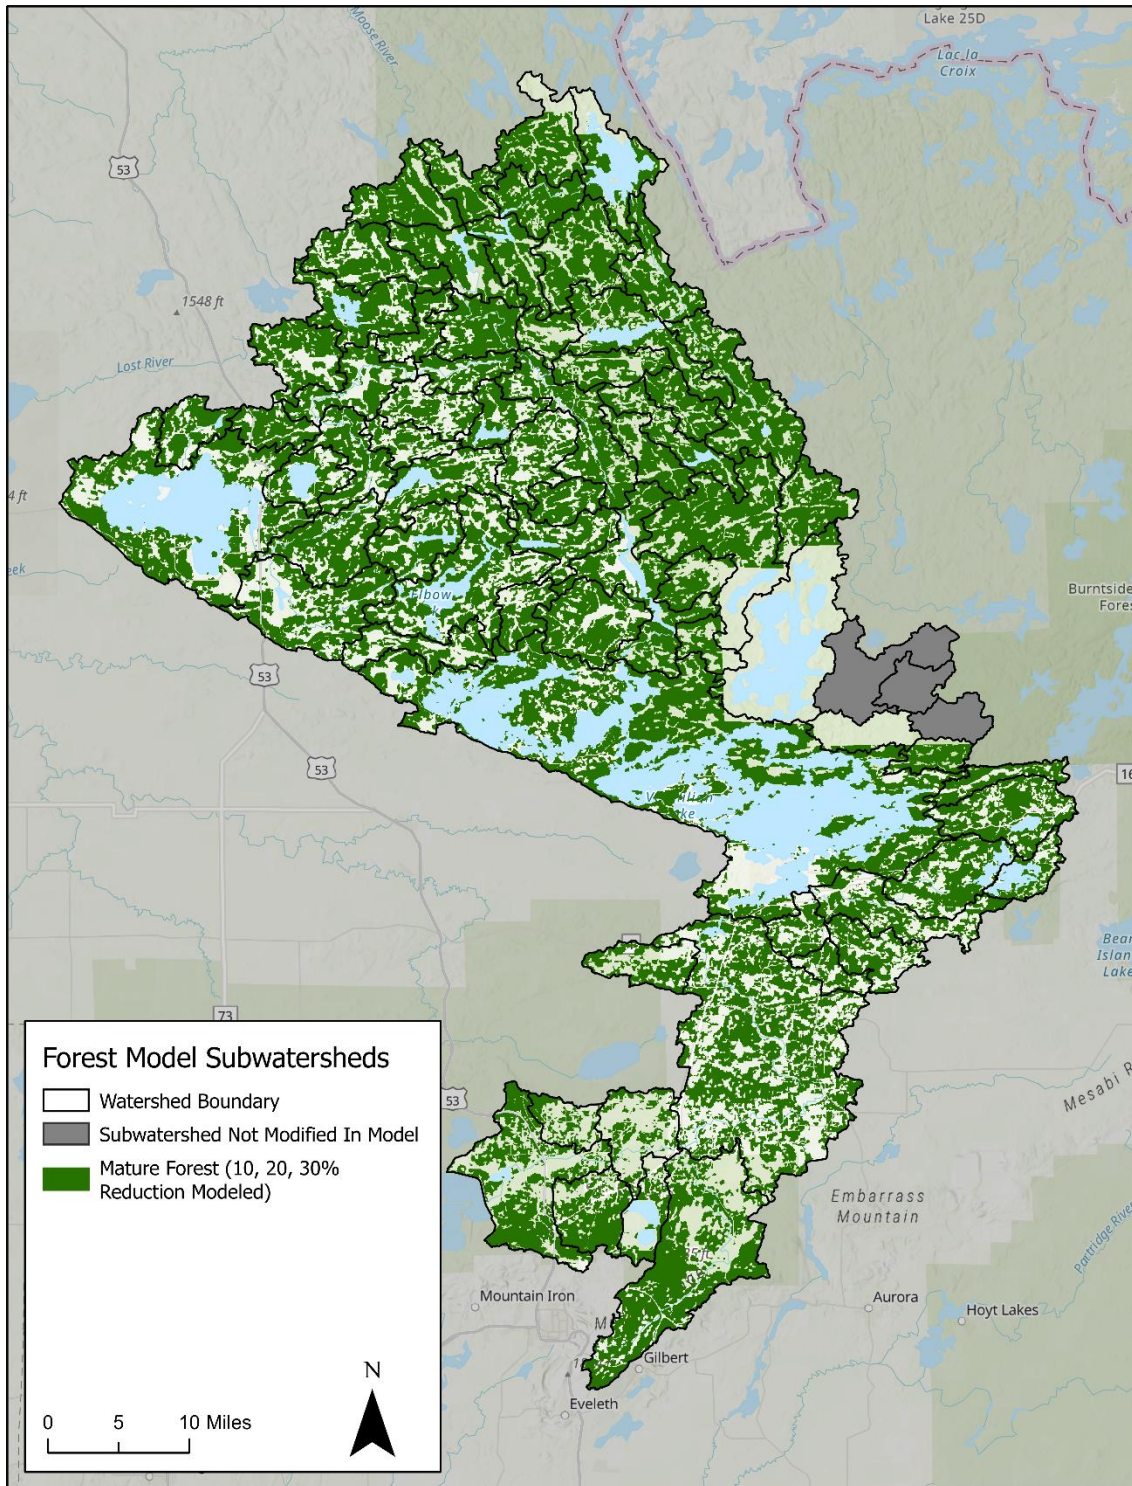 Lake 25D
Lac la
Croix
Moose River
53
1548 ft
Lost River
4 ft
eek
Elbow
Burntside
Fores
53
53
16
Bear
Island
Lake
73
53
Mesabi R
Embarrass
Mountain
Partridge River
Mountain Iron
Aurora
Hoyt Lakes
Gilbert
Eveleth
Forest Model Subwatersheds
Watershed Boundary
Subwatershed Not Modified In Model
Mature Forest (10, 20, 30%
Reduction Modeled)
N
0 5 10 Miles